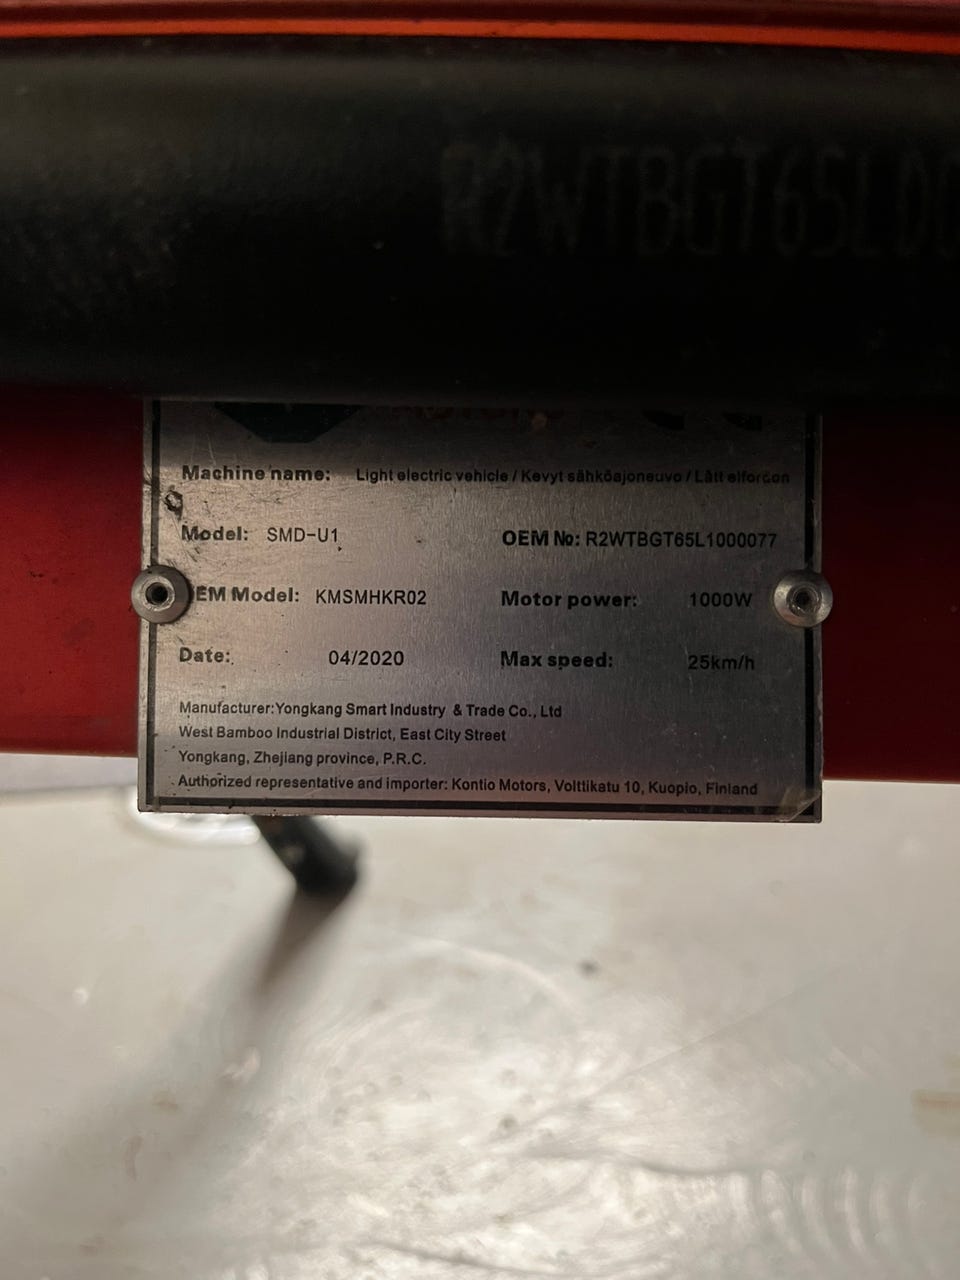 R2WTBGT65L
Machine name: Light electric vehicle / Kevyt sähköajoneuvo / Lätt elfordon
Model: SMD-U1 OEM №: R2WTBGT65L1000077
EM Model: KMSMHKR02 Motor power: 1000W
Date: 04/2020 Max speed: 25km/h
Manufacturer:Yongkang Smart Industry & Trade Co., Ltd
West Bamboo Industrial District, East City Street
Yongkang, Zhejiang province, P.R.C.
Authorized representative and importer: Kontio Motors, Volttikatu 10, Kuopio, Finland